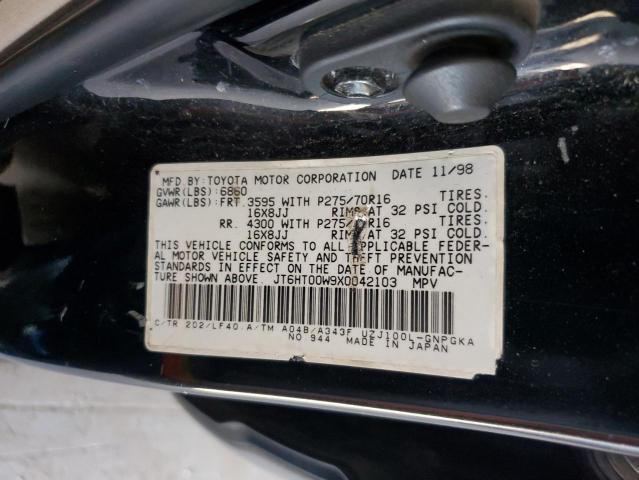 MFD BY: TOYOTA MOTOR CORPORATION DATE 11/98
GVWR(LBS): 6860
GAWR(LBS): FRT. 3595 WITH P275/70R16 TIRES.
16X8JJ RIMS AT 32 PSI COLD.
RR. 4300 WITH P275/70R16 TIRES.
16X8JJ RIMS AT 32 PSI COLD.
THIS VEHICLE CONFORMS TO ALL APPLICABLE FEDER-
AL MOTOR VEHICLE SAFETY AND THEFT PREVENTION
STANDARDS IN EFFECT ON THE DATE OF MANUFAC-
TURE SHOWN ABOVE. JT6HT00W9X0042103 MPV
C/TR 202/LF40 A/TM A04B/A343F UZJ100L-GNPGKA
NO 944 MADE IN JAPAN